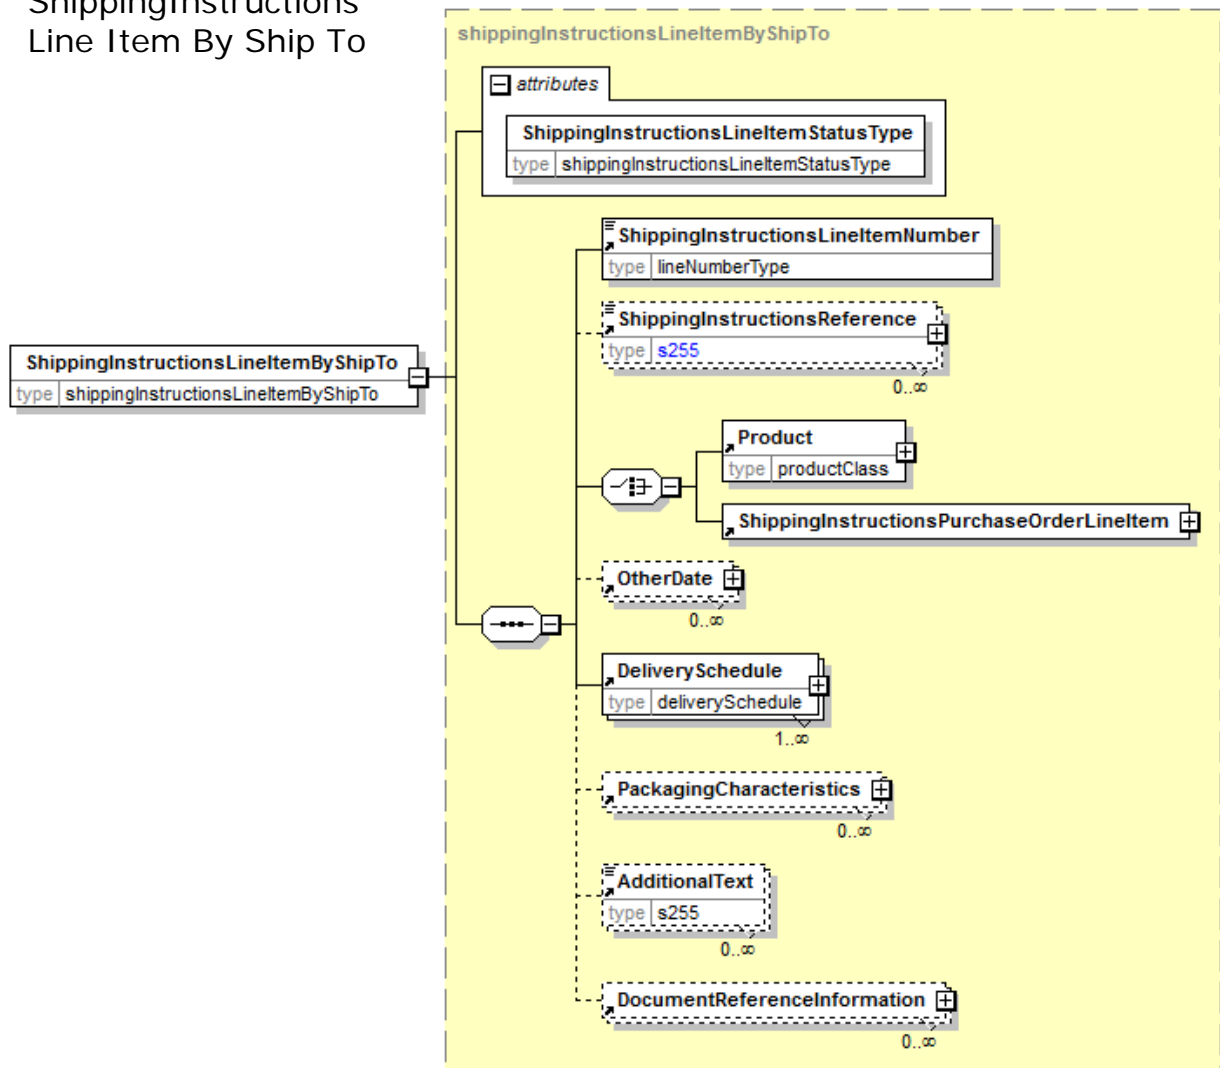 ShippingInstructions
Line Item By Ship To
shippingInstructionsLineItemByShipTo
attributes
ShippingInstructionsLineItemStatusType
type shippingInstructionsLineItemStatusType
ShippingInstructionsLineItemNumber
type lineNumberType
ShippingInstructionsReference
type s255
0..∞
ShippingInstructionsLineItemByShipTo
type shippingInstructionsLineItemByShipTo
Product
type productClass
ShippingInstructionsPurchaseOrderLineItem
OtherDate
0..∞
DeliverySchedule
type deliverySchedule
1..∞
PackagingCharacteristics
0..∞
AdditionalText
type s255
0..∞
DocumentReferenceInformation
0..∞